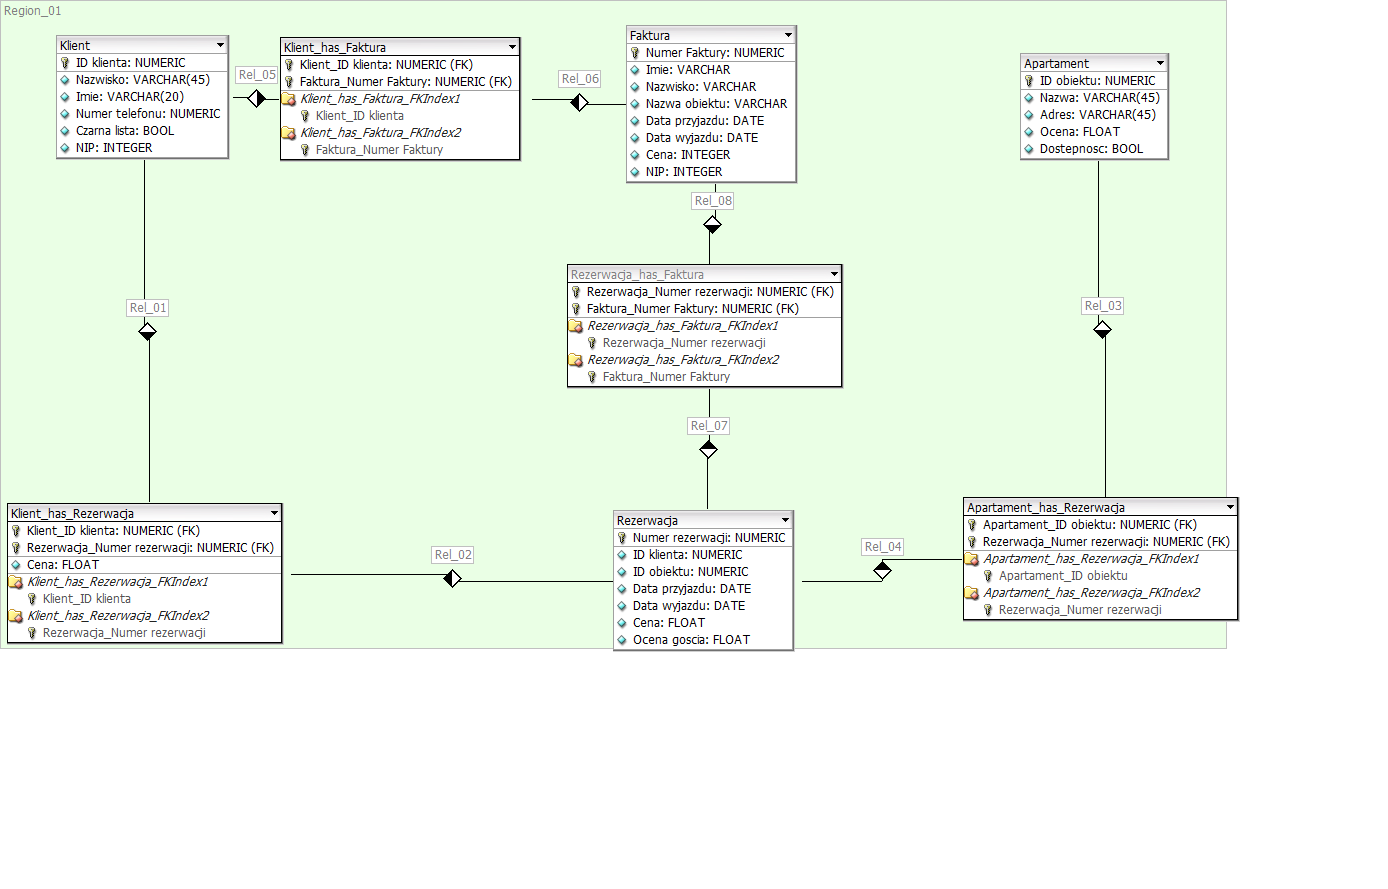 Region_01
Klient
ID klienta: NUMERIC
Nazwisko: VARCHAR(45)
Imie: VARCHAR(20)
Numer telefonu: NUMERIC
Czarna lista: BOOL
NIP: INTEGER
Rel_05
Klient_has_Faktura
Klient_ID klienta: NUMERIC (FK)
Faktura_Numer Faktury: NUMERIC (FK)
Klient_has_Faktura_FKIndex1
Klient_ID klienta
Klient_has_Faktura_FKIndex2
Faktura_Numer Faktury
Rel_06
Faktura
Numer Faktury: NUMERIC
Imie: VARCHAR
Nazwisko: VARCHAR
Nazwa obiektu: VARCHAR
Data przyjazdu: DATE
Data wyjazdu: DATE
Cena: INTEGER
NIP: INTEGER
Apartament
ID obiektu: NUMERIC
Nazwa: VARCHAR(45)
Adres: VARCHAR(45)
Ocena: FLOAT
Dostepnosc: BOOL
Rel_08
Rezerwacja_has_Faktura
Rezerwacja_Numer rezerwacji: NUMERIC (FK)
Faktura_Numer Faktury: NUMERIC (FK)
Rezerwacja_has_Faktura_FKIndex1
Rezerwacja_Numer rezerwacji
Rezerwacja_has_Faktura_FKIndex2
Faktura_Numer Faktury
Rel_01
Rel_03
Rel_07
Klient_has_Rezerwacja
Klient_ID klienta: NUMERIC (FK)
Rezerwacja_Numer rezerwacji: NUMERIC (FK)
Cena: FLOAT
Klient_has_Rezerwacja_FKIndex1
Klient_ID klienta
Klient_has_Rezerwacja_FKIndex2
Rezerwacja_Numer rezerwacji
Rel_02
Rezerwacja
Numer rezerwacji: NUMERIC
ID klienta: NUMERIC
ID obiektu: NUMERIC
Data przyjazdu: DATE
Data wyjazdu: DATE
Cena: FLOAT
Ocena goscia: FLOAT
Rel_04
Apartament_has_Rezerwacja
Apartament_ID obiektu: NUMERIC (FK)
Rezerwacja_Numer rezerwacji: NUMERIC (FK)
Apartament_has_Rezerwacja_FKIndex1
Apartament_ID obiektu
Apartament_has_Rezerwacja_FKIndex2
Rezerwacja_Numer rezerwacji